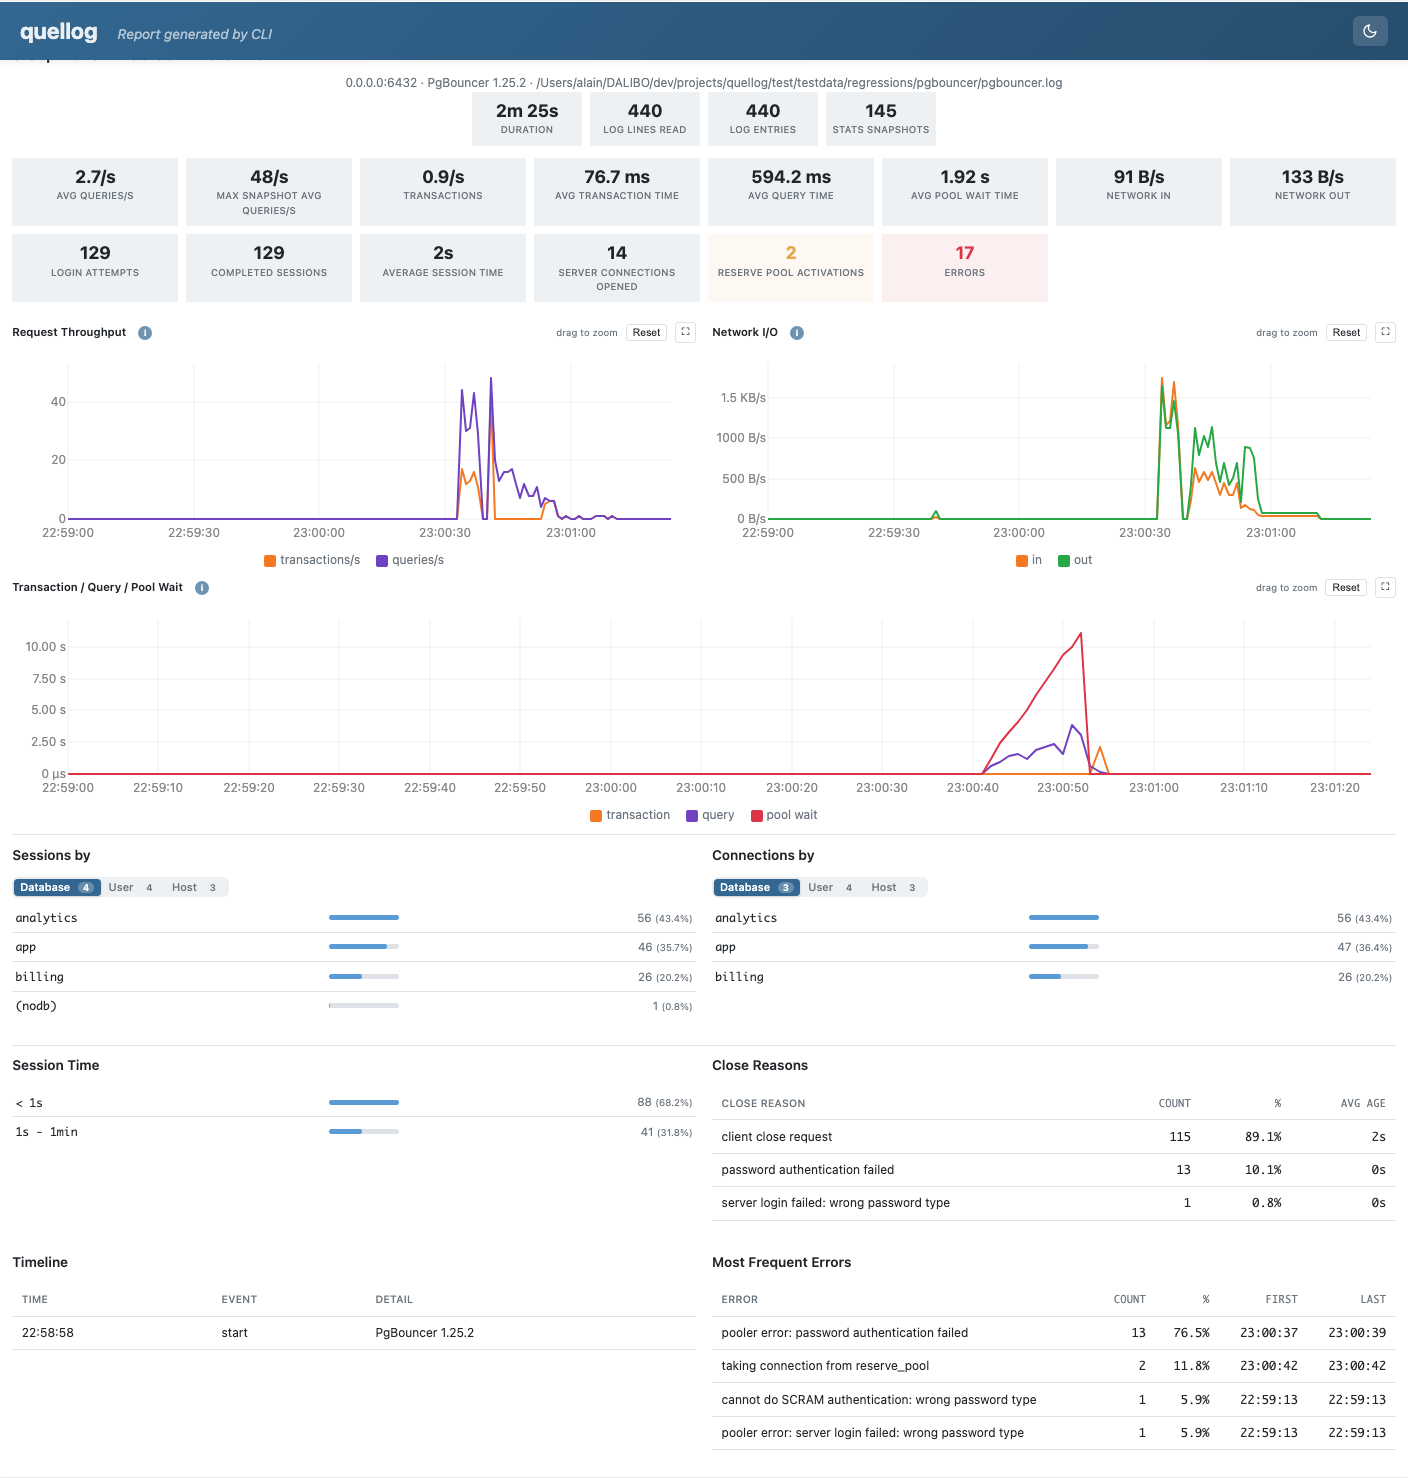 quellog Report generated by CLI
0.0.0.0:6432 · PgBouncer 1.25.2 · /Users/alain/DALIBO/dev/projects/quellog/test/testdata/regressions/pgbouncer/pgbouncer.log
2m 25s 440 440 145
DURATION LOG LINES READ LOG ENTRIES STATS SNAPSHOTS
2.7/s 48/s 0.9/s 76.7 ms 594.2 ms 1.92 s 91 B/s 133 B/s
AVG QUERIES/S MAX SNAPSHOT AVG QUERIES/S TRANSACTIONS AVG TRANSACTION TIME AVG QUERY TIME AVG POOL WAIT TIME NETWORK IN NETWORK OUT
129 129 2s 14 2 17
LOGIN ATTEMPTS COMPLETED SESSIONS AVERAGE SESSION TIME SERVER CONNECTIONS OPENED RESERVE POOL ACTIVATIONS ERRORS
Request Throughput i drag to zoom Reset
40
20
0
22:59:00 22:59:30 23:00:00 23:00:30 23:01:00
transactions/s queries/s
Network I/O i drag to zoom Reset
1.5 KB/s
1000 B/s
500 B/s
0 B/s
22:59:00 22:59:30 23:00:00 23:00:30 23:01:00
in out
Transaction / Query / Pool Wait i drag to zoom Reset
10.00 s
7.50 s
5.00 s
2.50 s
0 µs
22:59:00 22:59:10 22:59:20 22:59:30 22:59:40 22:59:50 23:00:00 23:00:10 23:00:20 23:00:30 23:00:40 23:00:50 23:01:00 23:01:10 23:01:20
transaction query pool wait
Sessions by
Database 4 User 4 Host 3
analytics 56 (43.4%)
app 46 (35.7%)
billing 26 (20.2%)
(nodb) 1 (0.8%)
Connections by
Database 3 User 4 Host 3
analytics 56 (43.4%)
app 47 (36.4%)
billing 26 (20.2%)
Session Time
< 1s 88 (68.2%)
1s - 1min 41 (31.8%)
Close Reasons
CLOSE REASON COUNT % AVG AGE
client close request 115 89.1% 2s
password authentication failed 13 10.1% 0s
server login failed: wrong password type 1 0.8% 0s
Timeline
TIME EVENT DETAIL
22:58:58 start PgBouncer 1.25.2
Most Frequent Errors
ERROR COUNT % FIRST LAST
pooler error: password authentication failed 13 76.5% 23:00:37 23:00:39
taking connection from reserve_pool 2 11.8% 23:00:42 23:00:42
cannot do SCRAM authentication: wrong password type 1 5.9% 22:59:13 22:59:13
pooler error: server login failed: wrong password type 1 5.9% 22:59:13 22:59:13